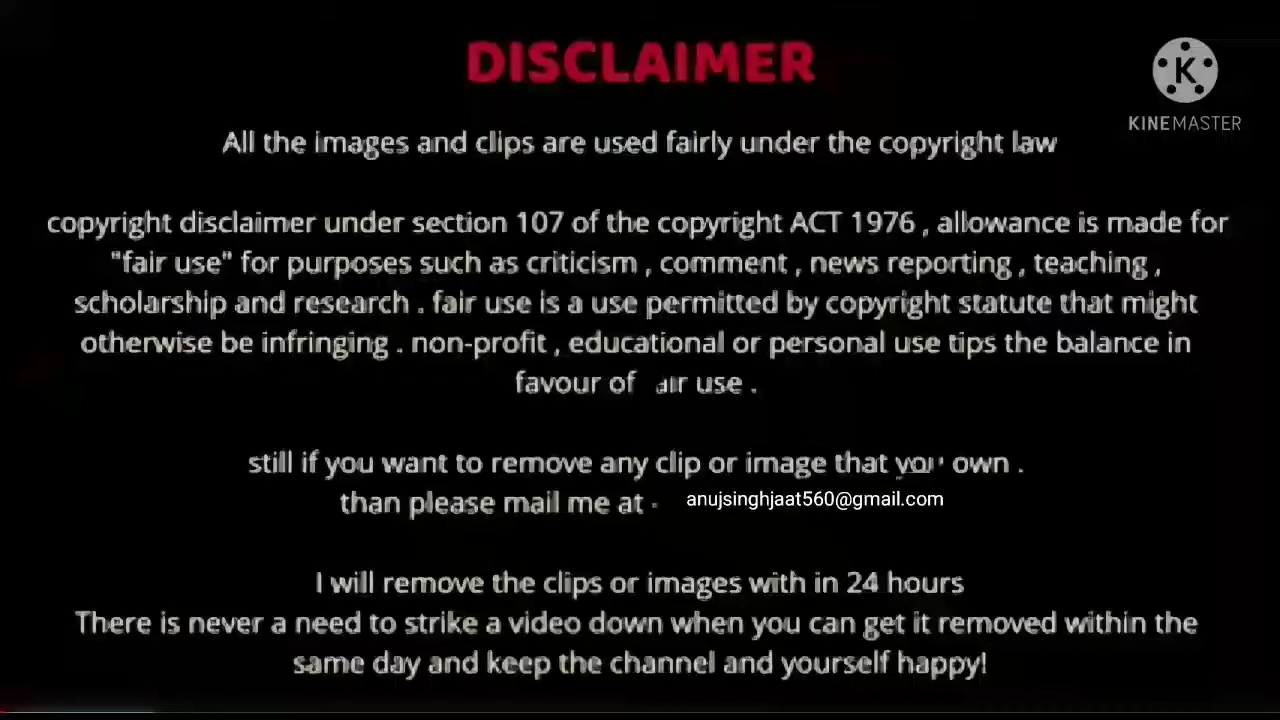 DISCLAIMER
KINEMASTER
All the images and clips are used fairly under the copyright law
copyright disclaimer under section 107 of the copyright ACT 1976 , allowance is made for
"fair use" for purposes such as criticism , comment , news reporting , teaching ,
scholarship and research . fair use is a use permitted by copyright statute that might
otherwise be infringing . non-profit , educational or personal use tips the balance in
favour of air use .
still if you want to remove any clip or image that you own .
than please mail me at - anujsinghjaat560@gmail.com
I will remove the clips or images with in 24 hours
There is never a need to strike a video down when you can get it removed within the
same day and keep the channel and yourself happy!